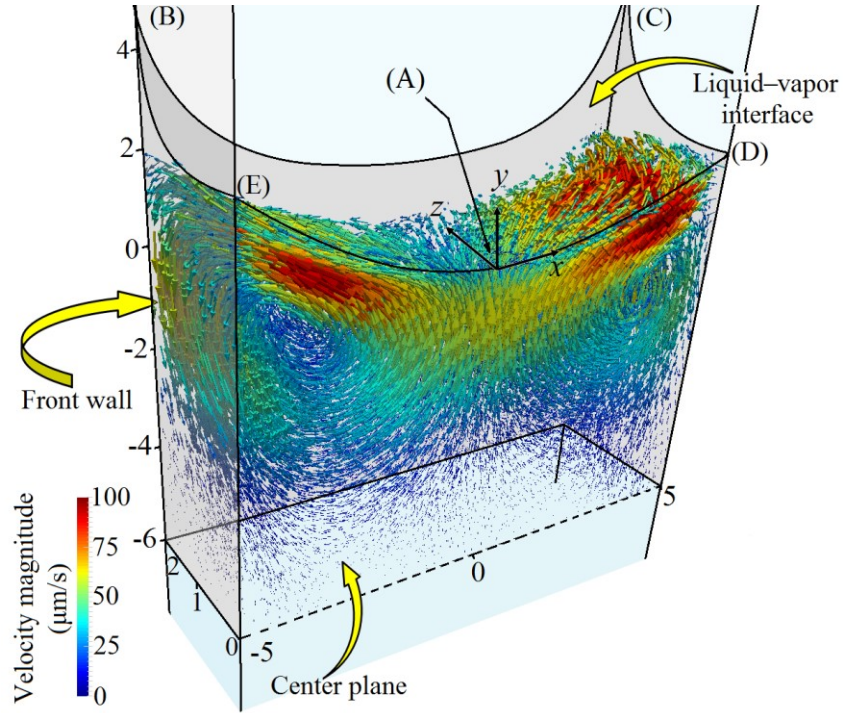 (B)
(C)
4
(A)
Liquid–vapor
interface
2
(D)
(E)
y
z
0
x
-2
Front wall
-4
Velocity magnitude
(μm/s)
100
75
50
25
0
-6
2
1
0
-5
0
5
Center plane